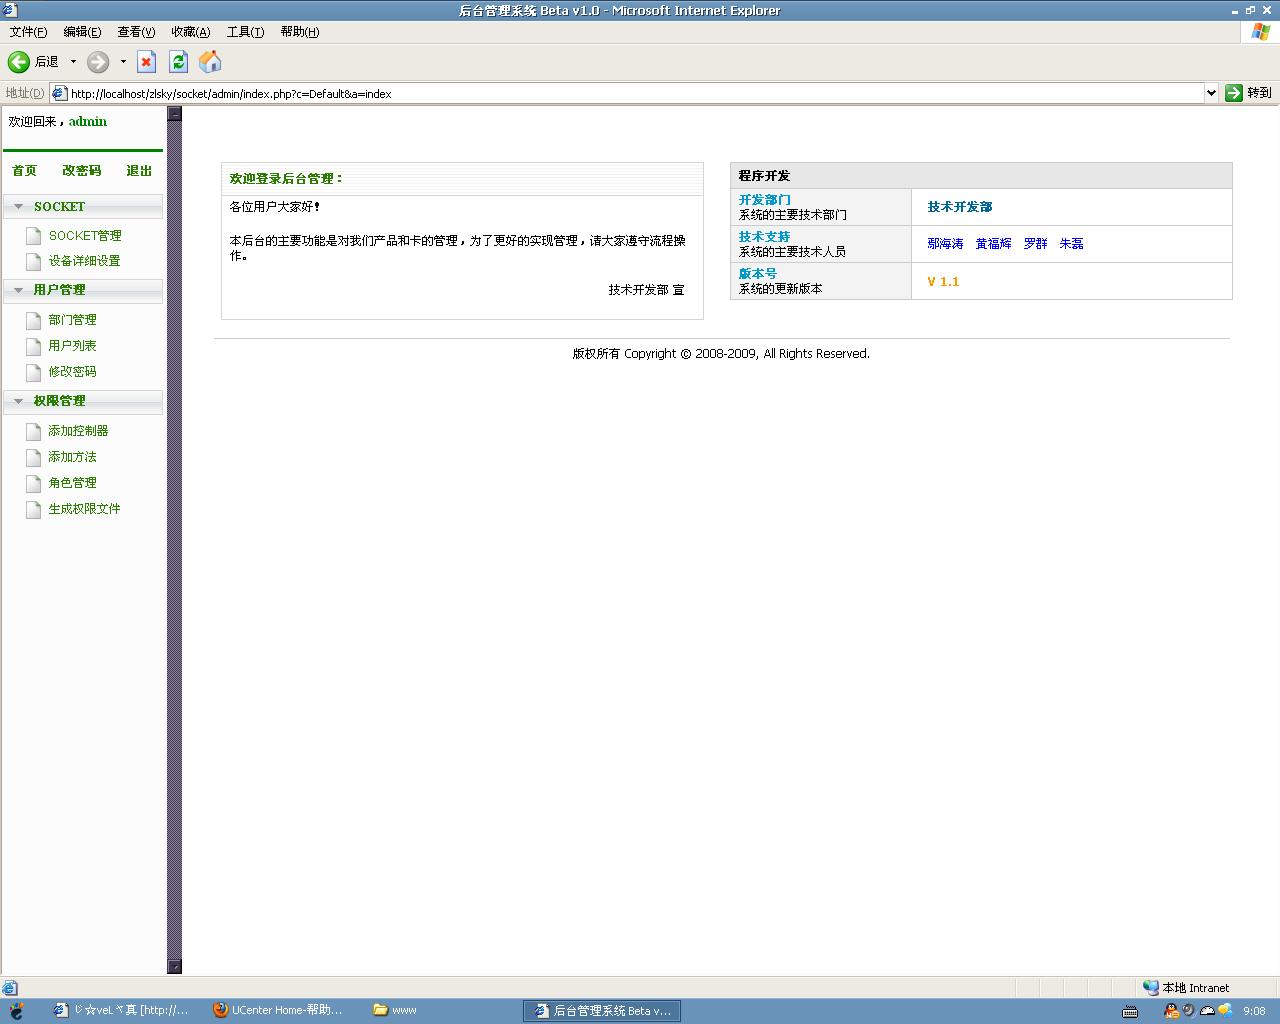 后台管理系统 Beta v1.0 - Microsoft Internet Explorer
文件(F) 编辑(E) 查看(V) 收藏(A) 工具(T) 帮助(H)
后退
地址(D) http://localhost/zlsky/socket/admin/index.php?c=Default&a=index 转到
欢迎回来，admin
首页 改密码 退出
SOCKET
SOCKET管理
设备详细设置
用户管理
部门管理
用户列表
修改密码
权限管理
添加控制器
添加方法
角色管理
生成权限文件
欢迎登录后台管理：
各位用户大家好！
本后台的主要功能是对我们产品和卡的管理，为了更好的实现管理，请大家遵守流程操
作。
技术开发部 宣
程序开发
开发部门
系统的主要技术部门
技术开发部
技术支持
系统的主要技术人员
鄢海涛 黄福辉 罗群 朱磊
版本号
系统的更新版本
V 1.1
版权所有 Copyright © 2008-2009, All Rights Reserved.
本地 Intranet
[http://...
UCenter Home-帮助...
www
后台管理系统 Beta v...
9:08